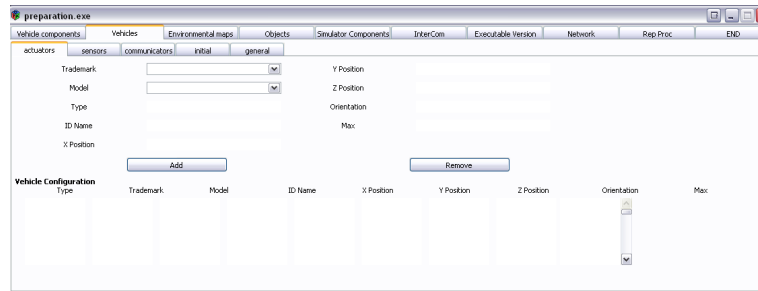 preparation.exe
Vehicle components Vehicles Environmental maps Objects Simulator Components InterCom Executable Version Network Rep Proc END
actuators sensors communicators initial general
Trademark Y Position
Model Z Position
Type Orientation
ID Name Max
X Position
Add Remove
Vehicle Configuration
Type Trademark Model ID Name X Position Y Position Z Position Orientation Max